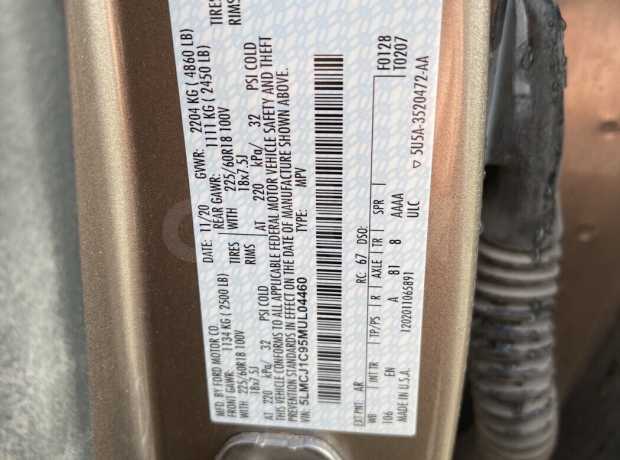 MFD. BY FORD MOTOR CO.
DATE: 11/20 GVWR: 2204 KG ( 4860 LB)
FRONT GAWR: 1134 KG ( 2500 LB) REAR GAWR: 1111 KG ( 2450 LB)
WITH 225/60R18 100V TIRES WITH 225/60R18 100V TIRES
18x7.5J RIMS 18x7.5J RIMS
AT 220 kPa/ 32 PSI COLD AT 220 kPa/ 32 PSI COLD
THIS VEHICLE CONFORMS TO ALL APPLICABLE FEDERAL MOTOR VEHICLE SAFETY AND THEFT
PREVENTION STANDARDS IN EFFECT ON THE DATE OF MANUFACTURE SHOWN ABOVE.
VIN: 5LMCJ1C95MUL04460 TYPE: MPV
F0128
T0207
EXT PNT: AR RC: 67 DSO:
WB INT TR TP/PS R AXLE TR SPR
106 EN A B1 8 AAAA
ULC
MADE IN U.S.A. 1202011065891
▽ 5U5A-3520472-AA